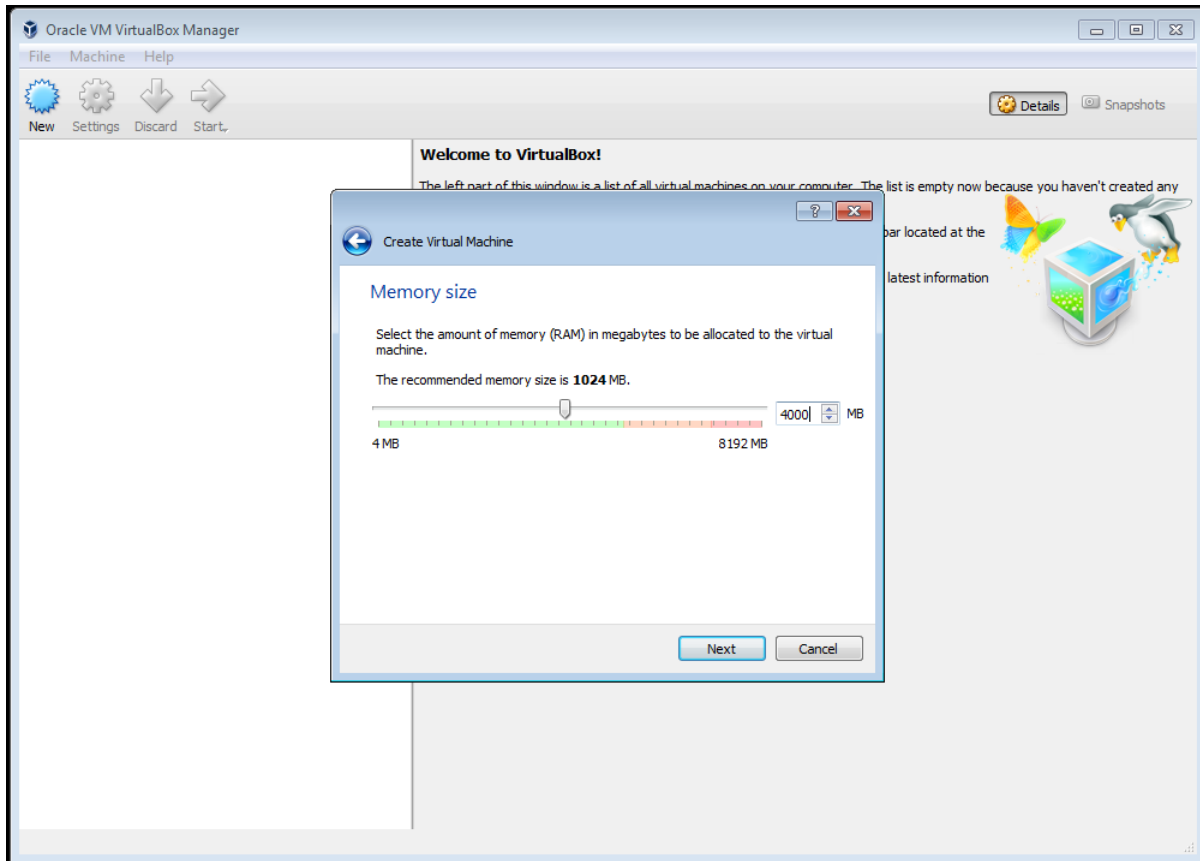 Oracle VM VirtualBox Manager
File Machine Help
New Settings Discard Start
Details Snapshots
Welcome to VirtualBox!
The left part of this window is a list of all virtual machines on your computer. The list is empty now because you haven't created any
bar located at the
latest information
Create Virtual Machine
Memory size
Select the amount of memory (RAM) in megabytes to be allocated to the virtual
machine.
The recommended memory size is 1024 MB.
4000 MB
4 MB 8192 MB
Next Cancel